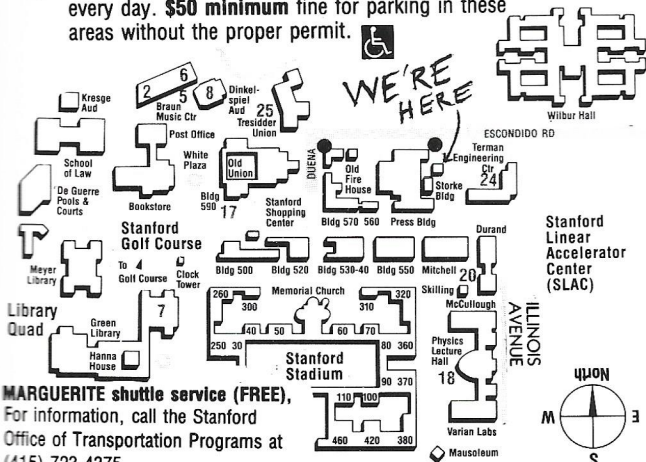 every day. $50 minimum fine for parking in these
areas without the proper permit.
WE'RE
HERE
Wilbur Hall
ESCONDIDO RD
Kresge
Aud
2
6
5
Braun
Music Ctr
8
Dinkel-
spiel
Aud
25
Tresidder
Union
Post Office
White
Plaza
School
of Law
De Guerre
Pools &
Courts
Bookstore
Old
Union
Bldg
590
17
Stanford
Shopping
Center
DUENA
Old
Fire
House
Bldg 570
560
Press Bldg
Storke
Bldg
Terman
Engineering
Ctr
24
Durand
Stanford
Linear
Accelerator
Center
(SLAC)
Meyer
Library
Stanford
Golf Course
To
Golf Course
Clock
Tower
Bldg 500
Bldg 520
Bldg 530-40
Bldg 550
Mitchell
20
Skilling
McCullough
ILLINOIS
AVENUE
Library
Quad
Green
Library
7
Hanna
House
260
300
Memorial Church
310
320
40
50
60
70
250
30
80
360
Stanford
Stadium
90
370
110
100
460
420
380
Physics
Lecture
Hall
18
Varian Labs
Mausoleum
North
W
E
S
MARGUERITE shuttle service (FREE),
For information, call the Stanford
Office of Transportation Programs at
(415) 723-4375